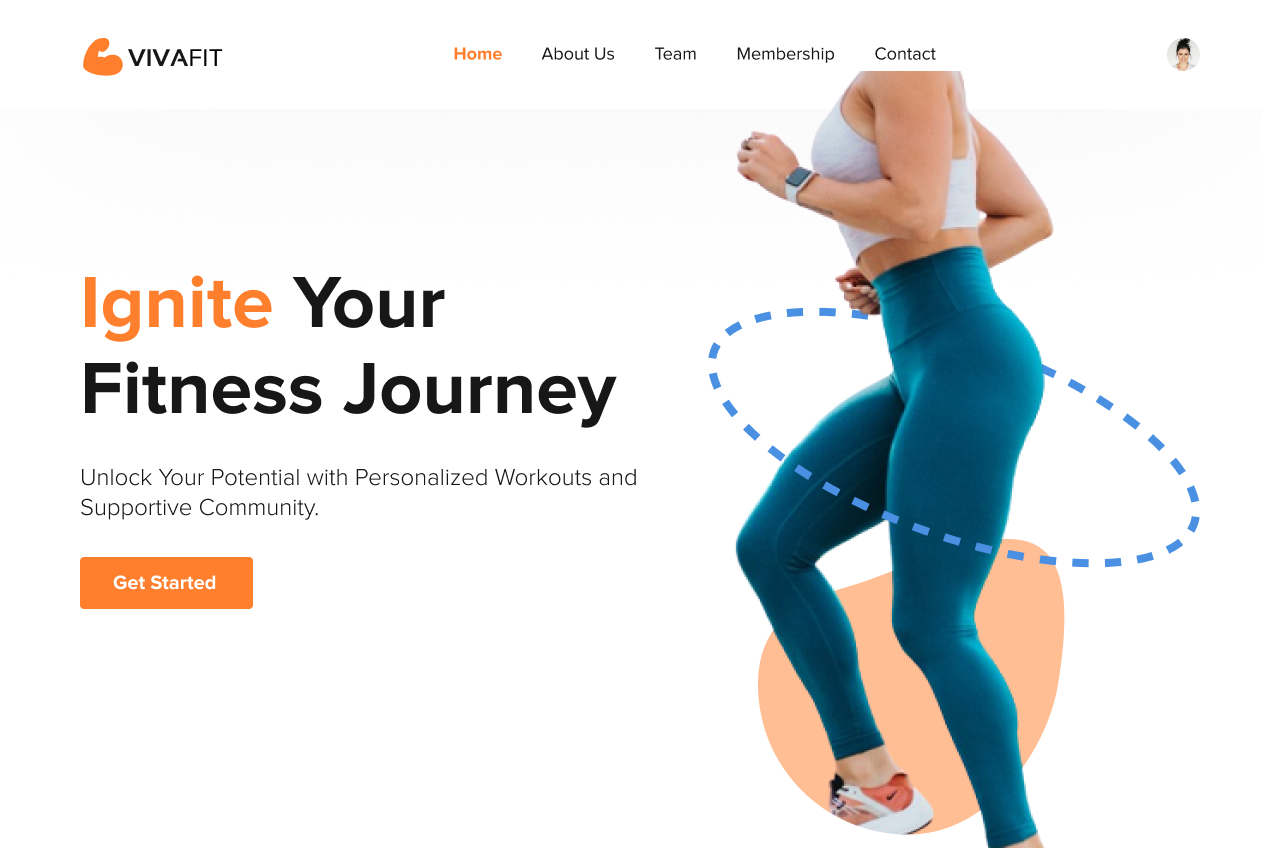 VIVAFIT
Home About Us Team Membership Contact
Ignite Your
Fitness Journey
Unlock Your Potential with Personalized Workouts and
Supportive Community.
Get Started